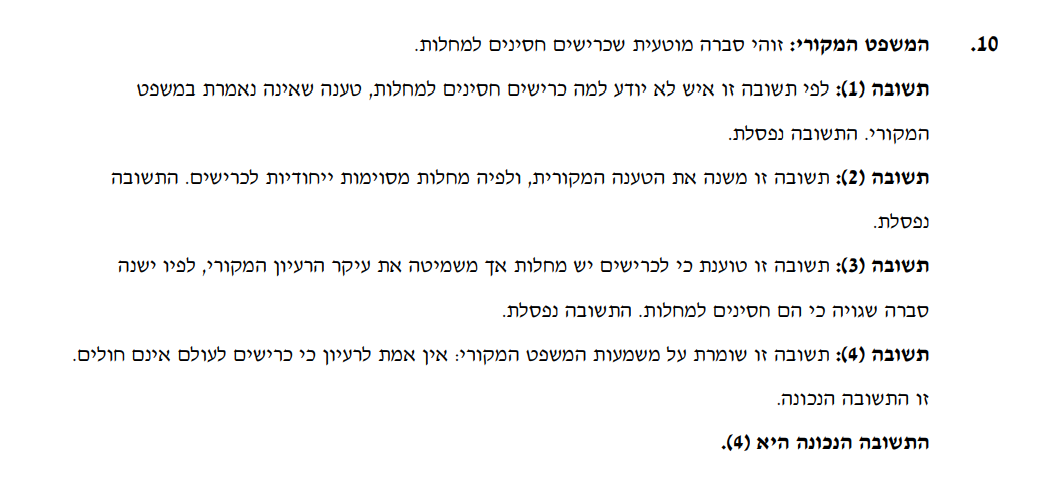 10. המשפט המקורי: זוהי סברה מוטעית שכרישים חסינים למחלות.
תשובה (1): לפי תשובה זו איש לא יודע למה כרישים חסינים למחלות, טענה שאינה נאמרת במשפט
המקורי. התשובה נפסלת.
תשובה (2): תשובה זו משנה את הטענה המקורית, ולפיה מחלות מסוימות ייחודיות לכרישים. התשובה
נפסלת.
תשובה (3): תשובה זו טוענת כי לכרישים יש מחלות אך משמיטה את עיקר הרעיון המקורי, לפיו ישנה
סברה שגויה כי הם חסינים למחלות. התשובה נפסלת.
תשובה (4): תשובה זו שומרת על משמעות המשפט המקורי: אין אמת לרעיון כי כרישים לעולם אינם חולים.
זו התשובה הנכונה.
התשובה הנכונה היא (4).